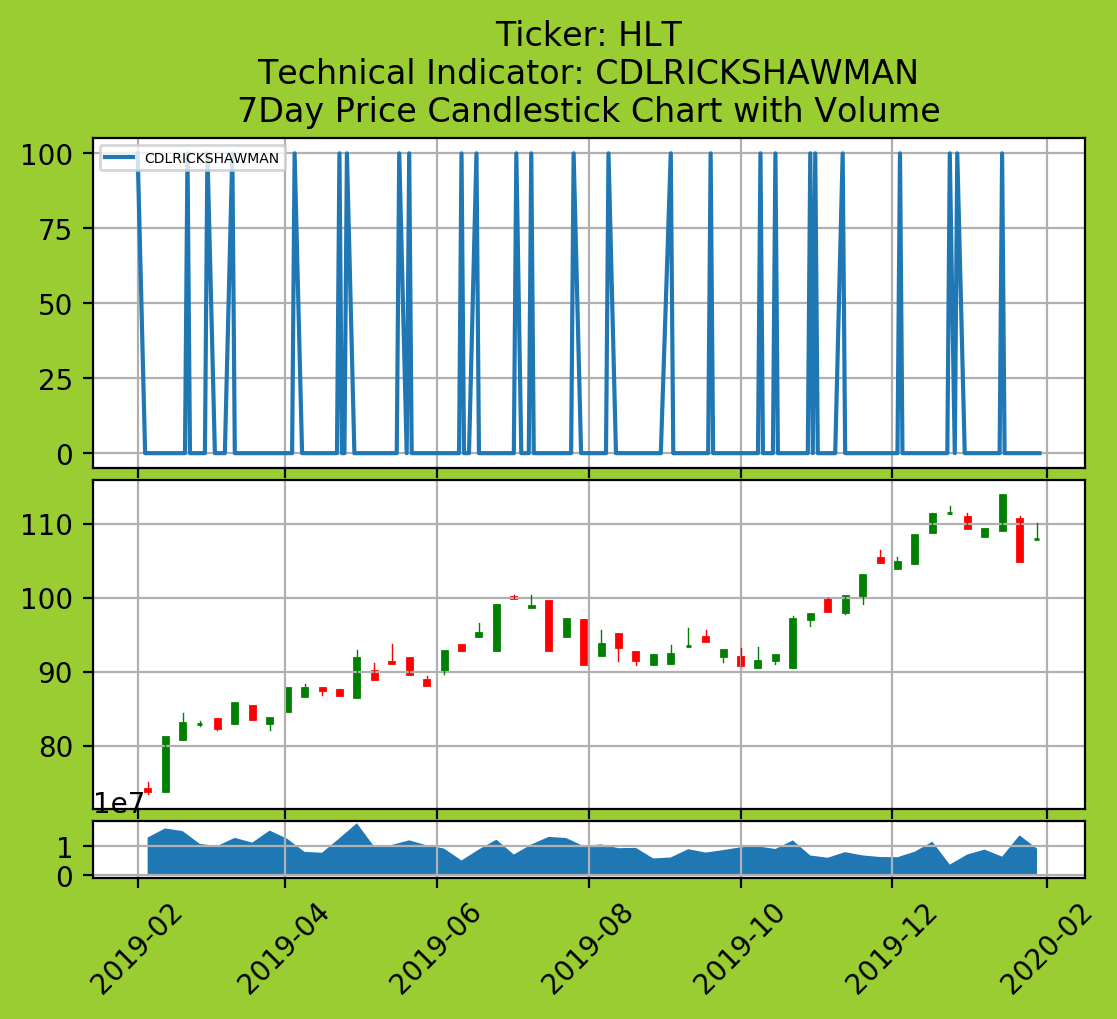 Ticker: HLT
Technical Indicator: CDLRICKSHAWMAN
7Day Price Candlestick Chart with Volume
CDLRICKSHAWMAN
100
75
50
25
0
110
100
90
80
1e7
1
0
2019-02 2019-04 2019-06 2019-08 2019-10 2019-12 2020-02